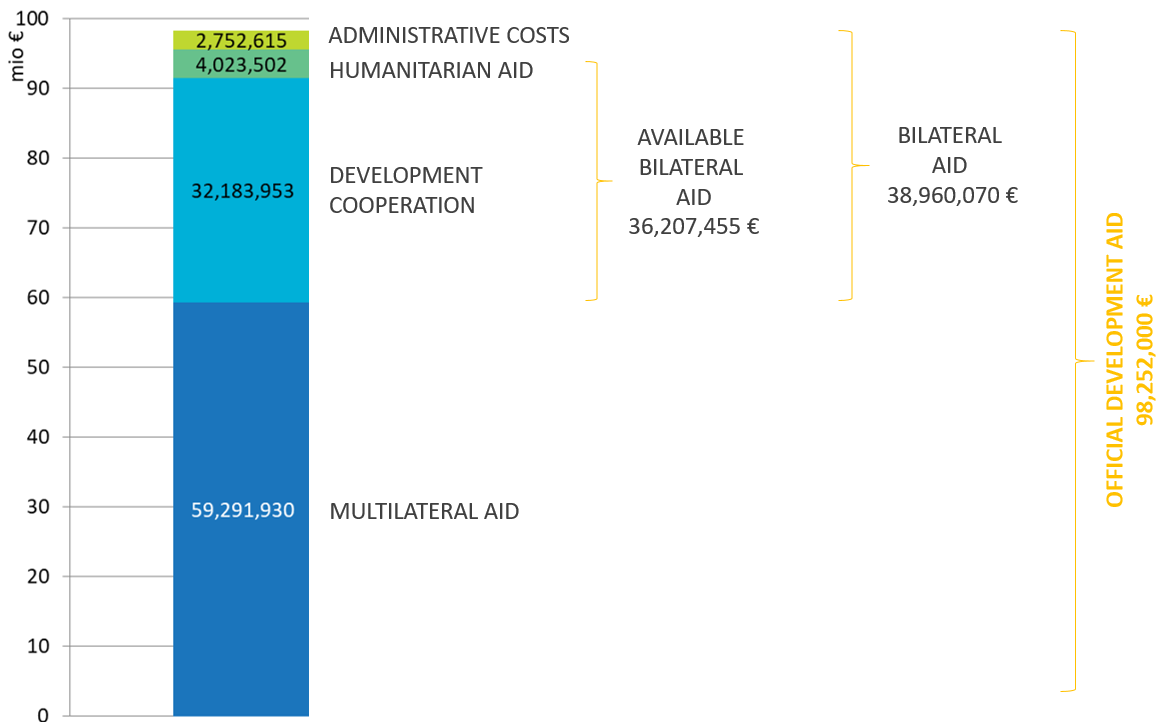 mio €
100
90
80
70
60
50
40
30
20
10
0
2,752,615
4,023,502
32,183,953
59,291,930
ADMINISTRATIVE COSTS
HUMANITARIAN AID
DEVELOPMENT
COOPERATION
MULTILATERAL AID
AVAILABLE
BILATERAL
AID
36,207,455 €
BILATERAL
AID
38,960,070 €
OFFICIAL DEVELOPMENT AID
98,252,000 €